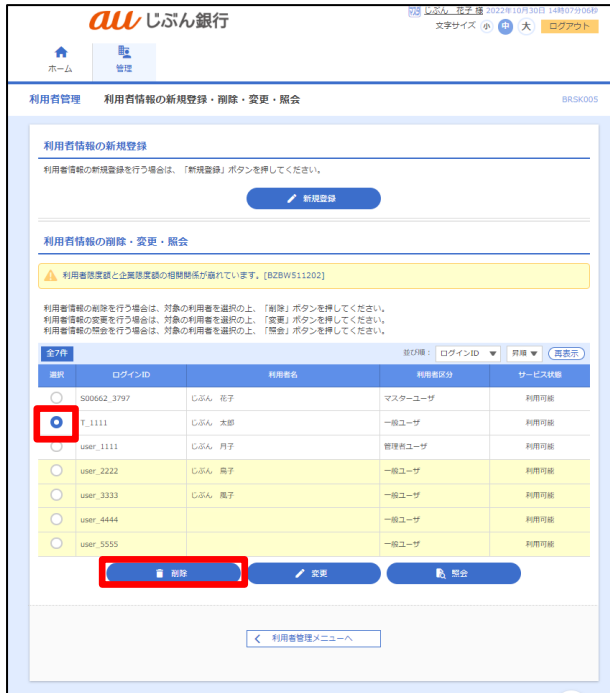 au じぶん銀行
じぶん 花子 様 2022年10月30日 14時07分06秒
文字サイズ 小 中 大 ログアウト
ホーム 管理
利用者管理 利用者情報の新規登録・削除・変更・照会 BRSK005
利用者情報の新規登録
利用者情報の新規登録を行う場合は、「新規登録」ボタンを押してください。
新規登録
利用者情報の削除・変更・照会
利用者限度額と企業限度額の相関関係が崩れています。[BZBW511202]
利用者情報の削除を行う場合は、対象の利用者を選択の上、「削除」ボタンを押してください。
利用者情報の変更を行う場合は、対象の利用者を選択の上、「変更」ボタンを押してください。
利用者情報の照会を行う場合は、対象の利用者を選択の上、「照会」ボタンを押してください。
全7件 並び順: ログインID 昇順 再表示
選択 ログインID 利用者名 利用者区分 サービス状態
S00662_3797 じぶん 花子 マスターユーザ 利用可能
T_1111 じぶん 太郎 一般ユーザ 利用可能
user_1111 じぶん 月子 管理者ユーザ 利用可能
user_2222 じぶん 鳥子 一般ユーザ 利用可能
user_3333 じぶん 風子 一般ユーザ 利用可能
user_4444 一般ユーザ 利用可能
user_5555 一般ユーザ 利用可能
削除 変更 照会
利用者管理メニューへ